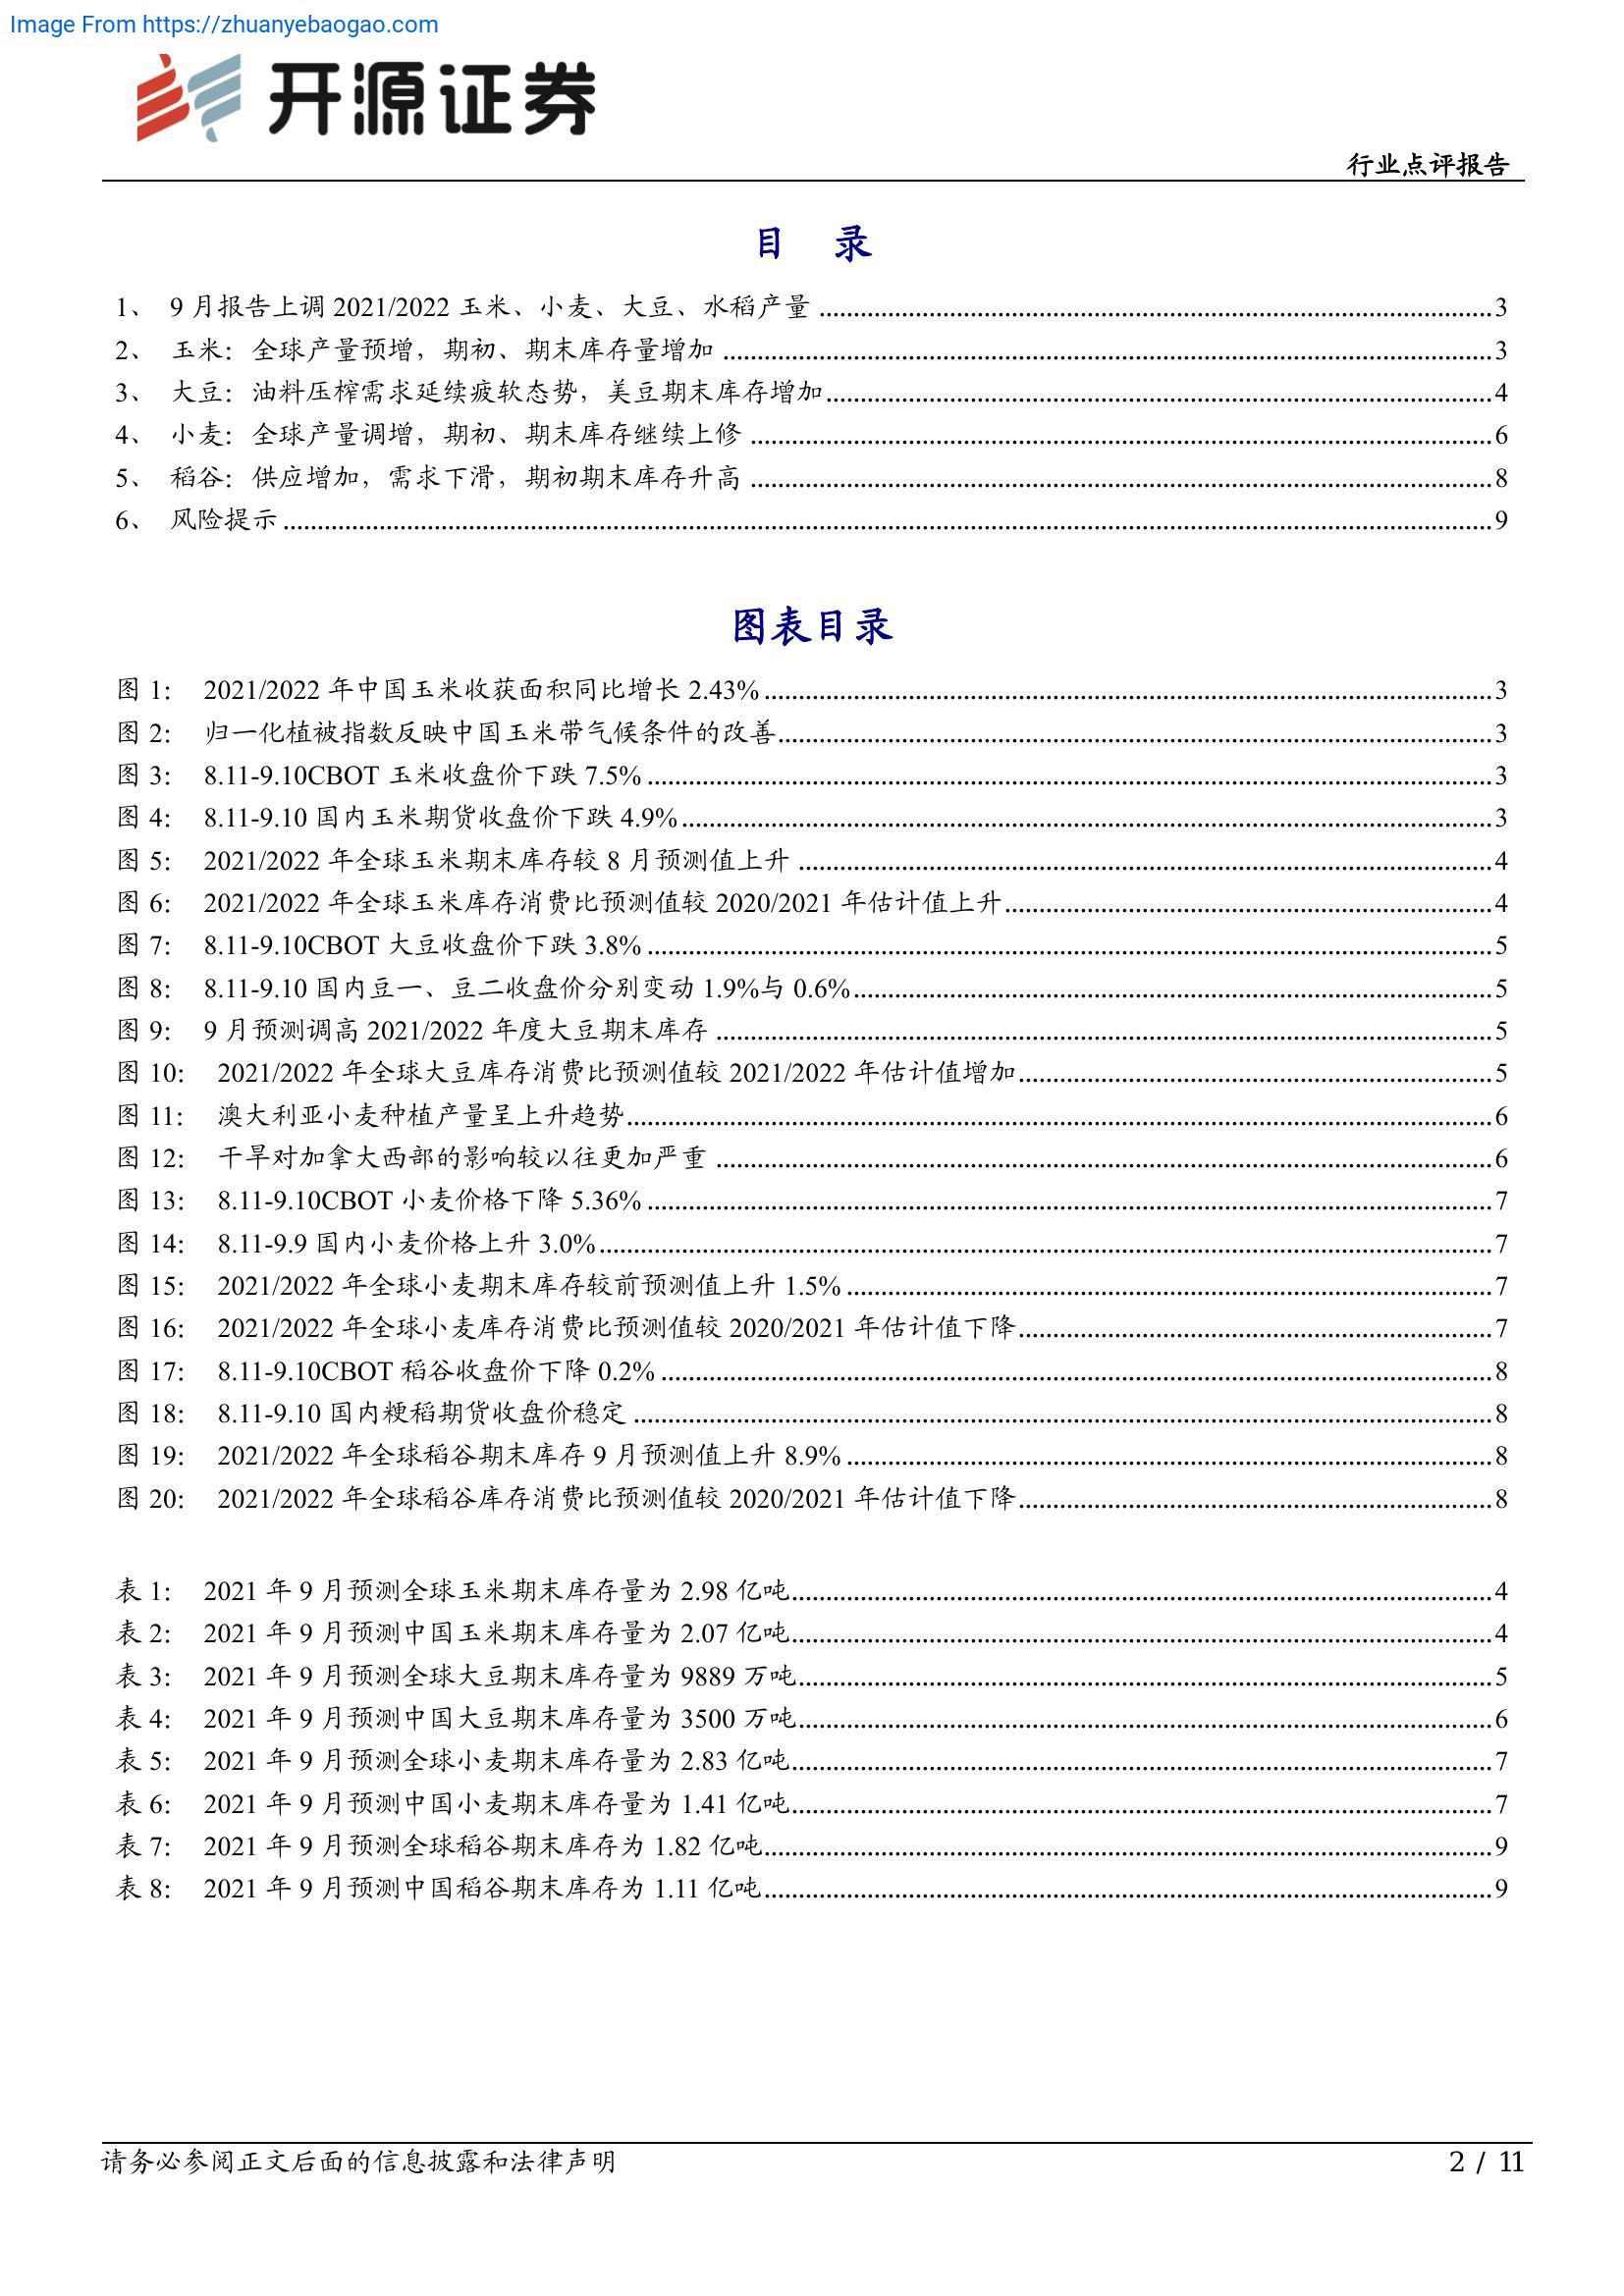 Image From https://zhuanyebaogao.com
开源证券
行业点评报告
目 录
1、 9 月报告上调 2021/2022 玉米、小麦、大豆、水稻产量 3
2、 玉米：全球产量预增，期初、期末库存量增加 3
3、 大豆：油料压榨需求延续疲软态势，美豆期末库存增加 4
4、 小麦：全球产量调增，期初、期末库存继续上修 6
5、 稻谷：供应增加，需求下滑，期初期末库存升高 8
6、 风险提示 9
图表目录
图 1： 2021/2022 年中国玉米收获面积同比增长 2.43% 3
图 2： 归一化植被指数反映中国玉米带气候条件的改善 3
图 3： 8.11-9.10CBOT 玉米收盘价下跌 7.5% 3
图 4： 8.11-9.10 国内玉米期货收盘价下跌 4.9% 3
图 5： 2021/2022 年全球玉米期末库存较 8 月预测值上升 4
图 6： 2021/2022 年全球玉米库存消费比预测值较 2020/2021 年估计值上升 4
图 7： 8.11-9.10CBOT 大豆收盘价下跌 3.8% 5
图 8： 8.11-9.10 国内豆一、豆二收盘价分别变动 1.9%与 0.6% 5
图 9： 9 月预测调高 2021/2022 年度大豆期末库存 5
图 10： 2021/2022 年全球大豆库存消费比预测值较 2021/2022 年估计值增加 5
图 11： 澳大利亚小麦种植产量呈上升趋势 6
图 12： 干旱对加拿大西部的影响较以往更加严重 6
图 13： 8.11-9.10CBOT 小麦价格下降 5.36% 7
图 14： 8.11-9.9 国内小麦价格上升 3.0% 7
图 15： 2021/2022 年全球小麦期末库存较前预测值上升 1.5% 7
图 16： 2021/2022 年全球小麦库存消费比预测值较 2020/2021 年估计值下降 7
图 17： 8.11-9.10CBOT 稻谷收盘价下降 0.2% 8
图 18： 8.11-9.10 国内粳稻期货收盘价稳定 8
图 19： 2021/2022 年全球稻谷期末库存 9 月预测值上升 8.9% 8
图 20： 2021/2022 年全球稻谷库存消费比预测值较 2020/2021 年估计值下降 8
表 1： 2021 年 9 月预测全球玉米期末库存量为 2.98 亿吨 4
表 2： 2021 年 9 月预测中国玉米期末库存量为 2.07 亿吨 4
表 3： 2021 年 9 月预测全球大豆期末库存量为 9889 万吨 5
表 4： 2021 年 9 月预测中国大豆期末库存量为 3500 万吨 6
表 5： 2021 年 9 月预测全球小麦期末库存量为 2.83 亿吨 7
表 6： 2021 年 9 月预测中国小麦期末库存量为 1.41 亿吨 7
表 7： 2021 年 9 月预测全球稻谷期末库存为 1.82 亿吨 9
表 8： 2021 年 9 月预测中国稻谷期末库存为 1.11 亿吨 9
请务必参阅正文后面的信息披露和法律声明
2 / 11